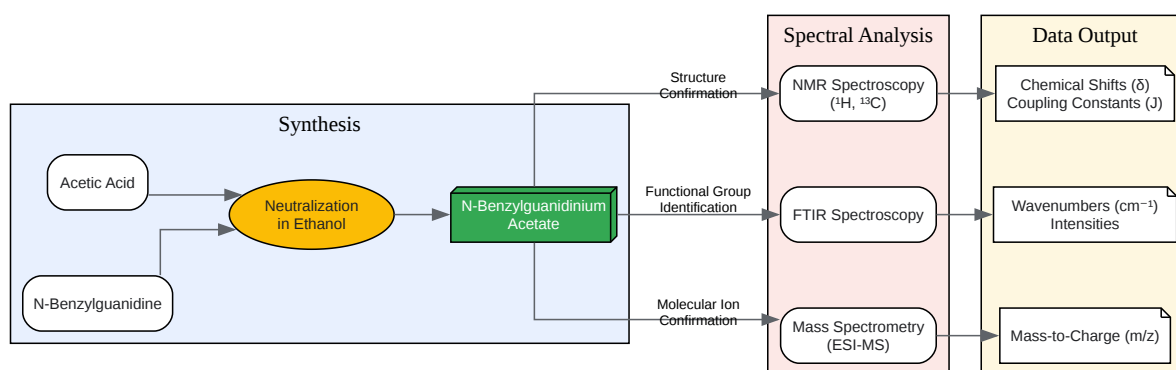 Synthesis
Acetic Acid
N-Benzylguanidine
Neutralization
in Ethanol
N-Benzylguanidinium
Acetate
Structure
Confirmation
Functional Group
Identification
Molecular Ion
Confirmation
Spectral Analysis
NMR Spectroscopy
(¹H, ¹³C)
FTIR Spectroscopy
Mass Spectrometry
(ESI-MS)
Data Output
Chemical Shifts (δ)
Coupling Constants (J)
Wavenumbers (cm⁻¹)
Intensities
Mass-to-Charge (m/z)